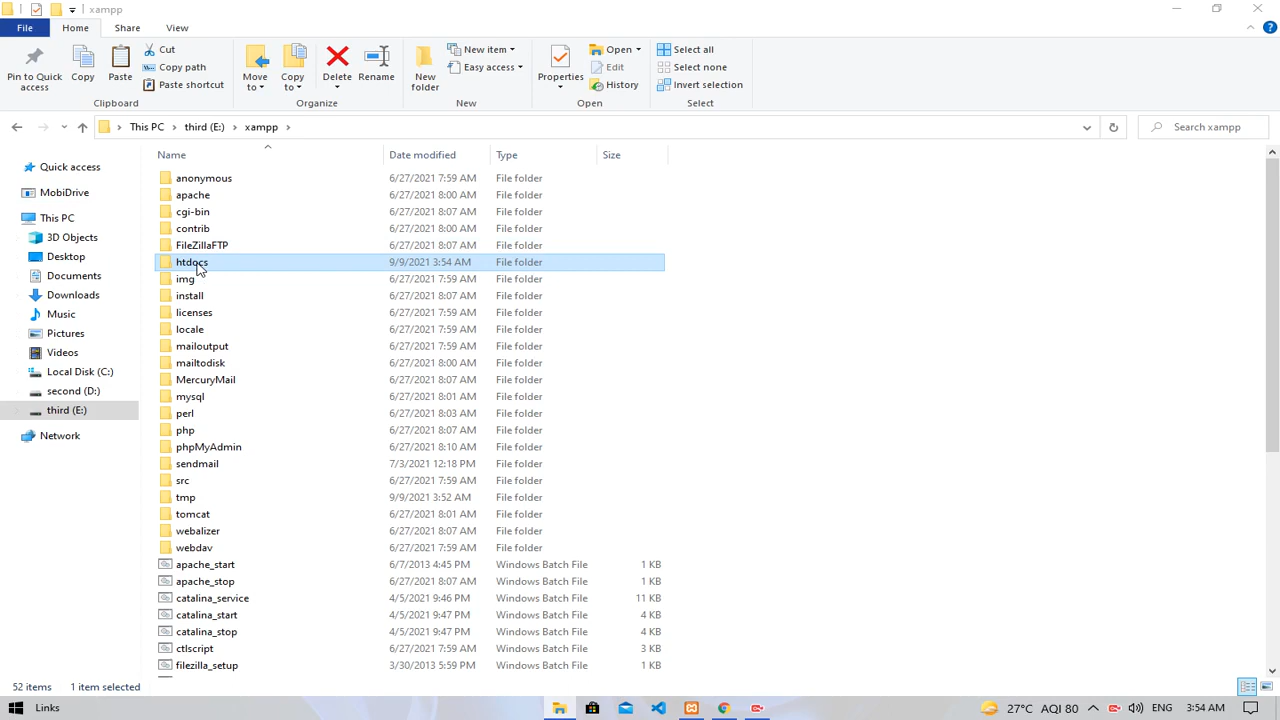 xampp
File Home Share View
Pin to Quick access
Copy
Paste
Cut
Copy path
Paste shortcut
Clipboard
Move to
Copy to
Delete
Rename
Organize
New folder
New item
Easy access
New
Properties
Open
Edit
History
Open
Select all
Select none
Invert selection
Select
This PC > third (E:) > xampp >
Search xampp
Name Date modified Type Size
Quick access
MobiDrive
This PC
3D Objects
Desktop
Documents
Downloads
Music
Pictures
Videos
Local Disk (C:)
second (D:)
third (E:)
Network
anonymous 6/27/2021 7:59 AM File folder
apache 6/27/2021 8:00 AM File folder
cgi-bin 6/27/2021 8:07 AM File folder
contrib 6/27/2021 8:00 AM File folder
FileZillaFTP 6/27/2021 8:07 AM File folder
htdocs 9/9/2021 3:54 AM File folder
img 6/27/2021 7:59 AM File folder
install 6/27/2021 8:07 AM File folder
licenses 6/27/2021 7:59 AM File folder
locale 6/27/2021 7:59 AM File folder
mailoutput 6/27/2021 7:59 AM File folder
mailtodisk 6/27/2021 8:00 AM File folder
MercuryMail 6/27/2021 8:07 AM File folder
mysql 6/27/2021 8:01 AM File folder
perl 6/27/2021 8:03 AM File folder
php 6/27/2021 8:07 AM File folder
phpMyAdmin 6/27/2021 8:10 AM File folder
sendmail 7/3/2021 12:18 PM File folder
src 6/27/2021 7:59 AM File folder
tmp 9/9/2021 3:52 AM File folder
tomcat 6/27/2021 8:01 AM File folder
webalizer 6/27/2021 8:07 AM File folder
webdav 6/27/2021 7:59 AM File folder
apache_start 6/7/2013 4:45 PM Windows Batch File 1 KB
apache_stop 6/27/2021 8:07 AM Windows Batch File 1 KB
catalina_service 4/5/2021 9:46 PM Windows Batch File 11 KB
catalina_start 4/5/2021 9:47 PM Windows Batch File 4 KB
catalina_stop 4/5/2021 9:47 PM Windows Batch File 4 KB
ctlscript 6/27/2021 8:07 AM Windows Batch File 3 KB
filezilla_setup 3/30/2013 5:59 PM Windows Batch File 1 KB
52 items 1 item selected
Links
27°C AQI 80 ENG 3:54 AM